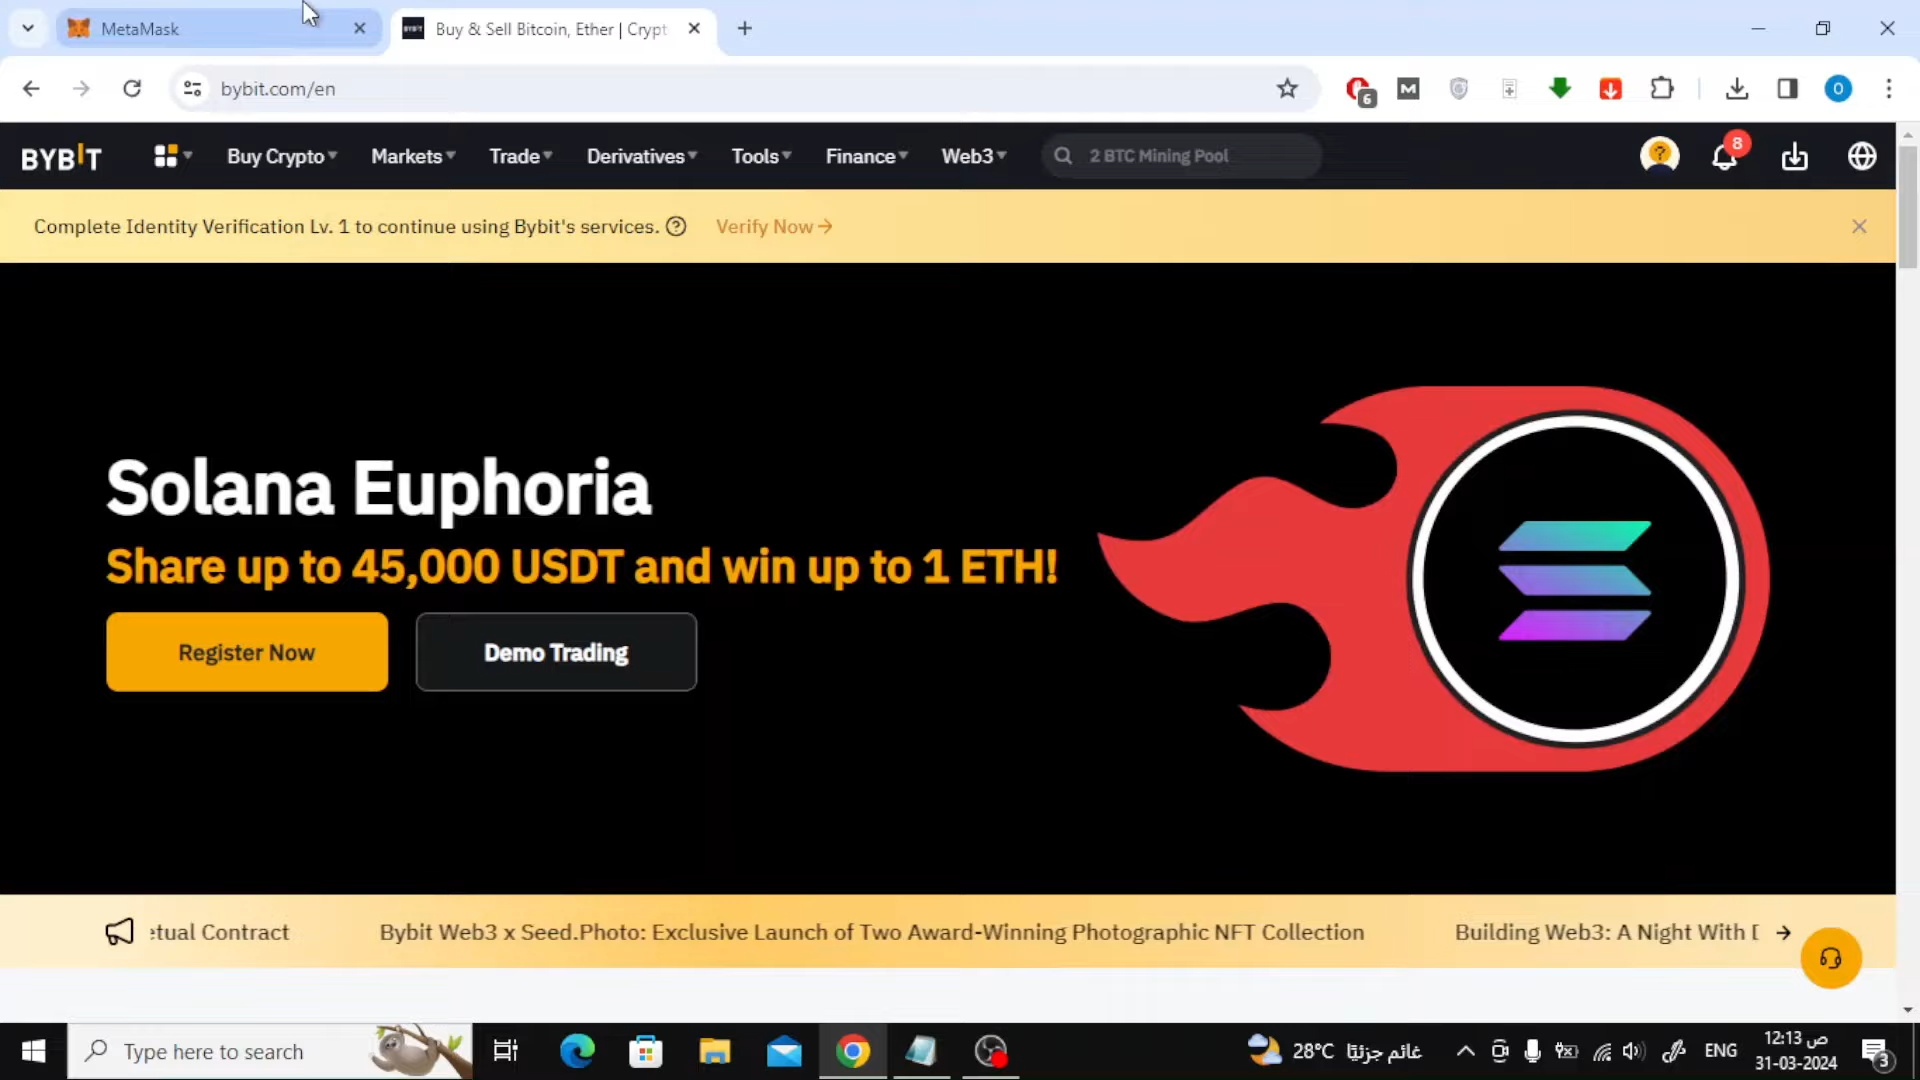 MetaMask
Buy & Sell Bitcoin, Ether | Crypt
bybit.com/en
6
M
O
BYBIT
Buy Crypto
Markets
Trade
Derivatives
Tools
Finance
Web3
2 BTC Mining Pool
?
8
Complete Identity Verification Lv. 1 to continue using Bybit's services.
Verify Now
Solana Euphoria
Share up to 45,000 USDT and win up to 1 ETH!
Register Now
Demo Trading
etual Contract
Bybit Web3 x Seed.Photo: Exclusive Launch of Two Award-Winning Photographic NFT Collection
Building Web3: A Night With D
Type here to search
28°C غائم جزئيًا
ENG
12:13 ص
31-03-2024
3